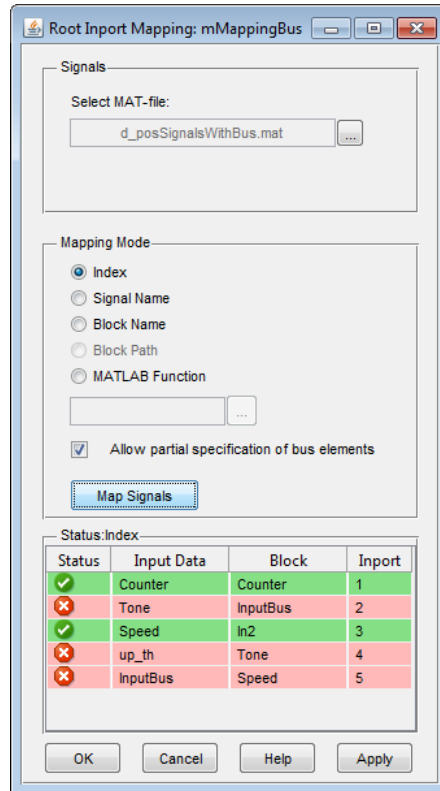 Root Inport Mapping: mMappingBus
Signals
Select MAT-file:
d_posSignalsWithBus.mat ...
Mapping Mode
Index
Signal Name
Block Name
Block Path
MATLAB Function
...
Allow partial specification of bus elements
Map Signals
Status:Index
Status Input Data Block Inport
Counter Counter 1
Tone InputBus 2
Speed In2 3
up_th Tone 4
InputBus Speed 5
OK Cancel Help Apply